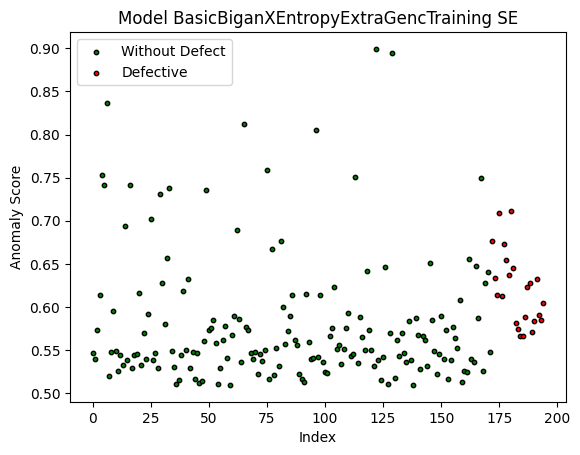 Model BasicBiganXEntropyExtraGencTraining SE
Without Defect
Defective
0.90
0.85
0.80
0.75
0.70
0.65
0.60
0.55
0.50
Anomaly Score
0 25 50 75 100 125 150 175 200
Index